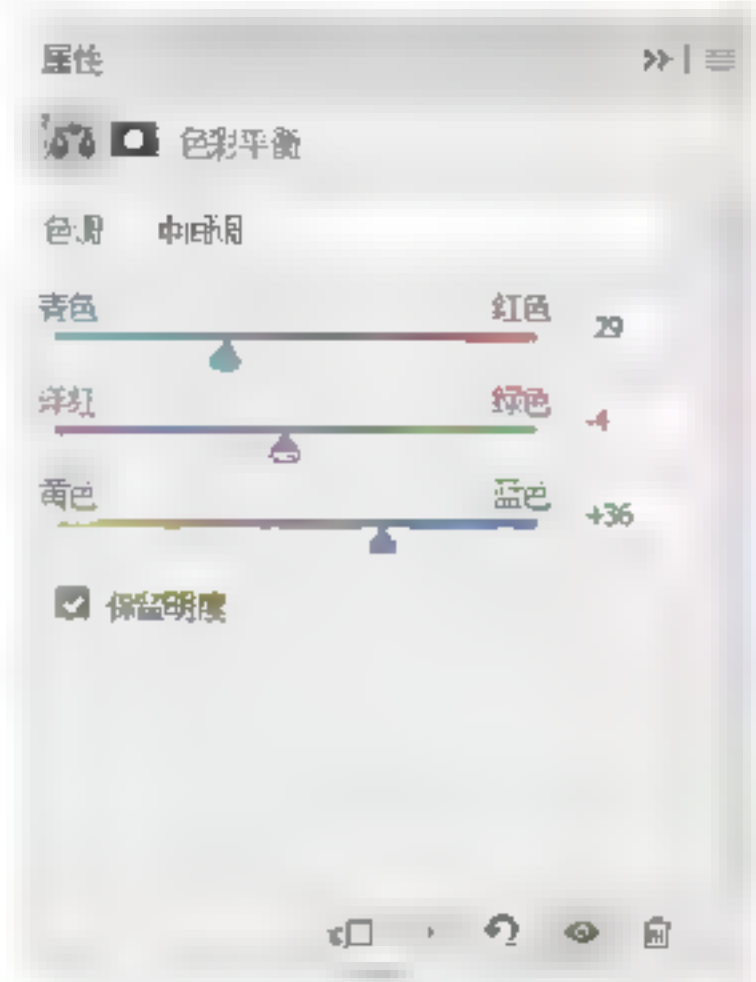 属性
色彩平衡
色调 中间调
青色 红色 29
洋红 绿色 -4
黄色 蓝色 +36
保留明度